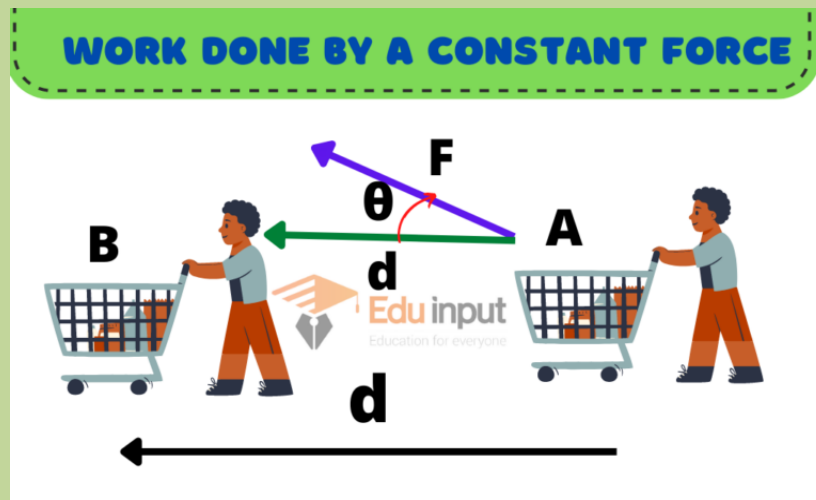 WORK DONE BY A CONSTANT FORCE
F
θ
B
A
d
Edu input
Education for everyone
d